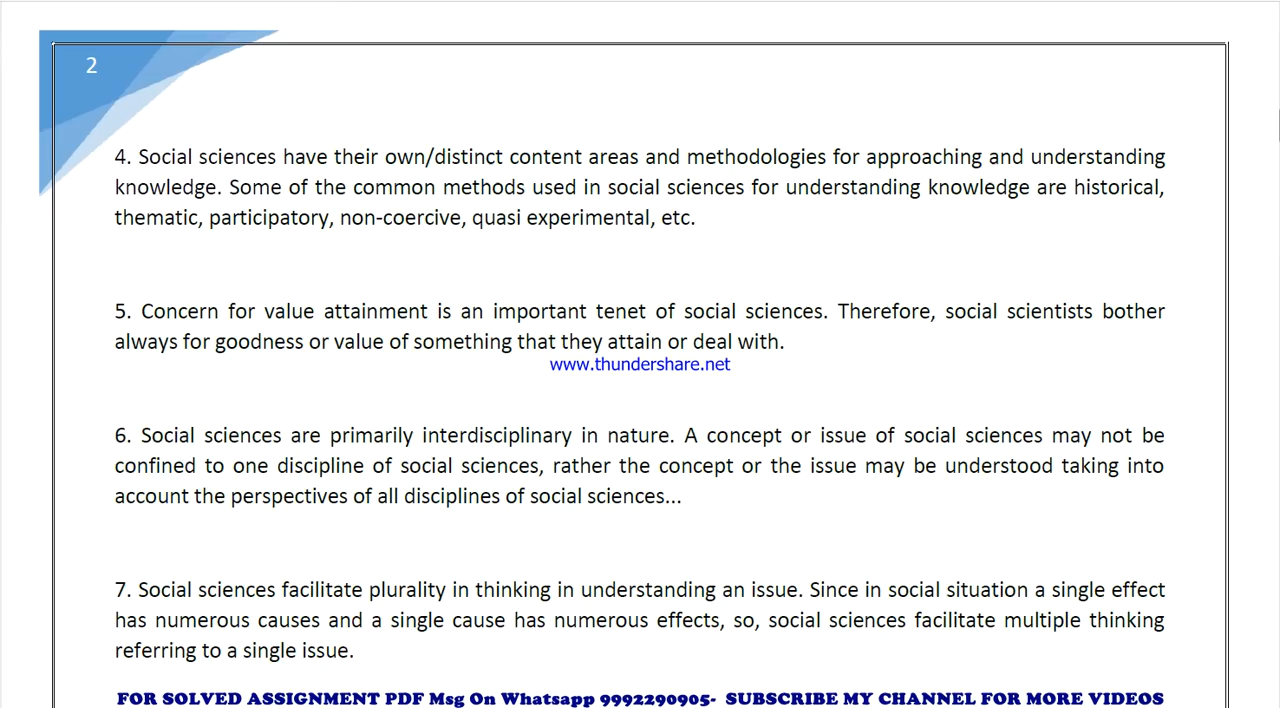 2
4. Social sciences have their own/distinct content areas and methodologies for approaching and understanding
knowledge. Some of the common methods used in social sciences for understanding knowledge are historical,
thematic, participatory, non-coercive, quasi experimental, etc.
5. Concern for value attainment is an important tenet of social sciences. Therefore, social scientists bother
always for goodness or value of something that they attain or deal with.
www.thundershare.net
6. Social sciences are primarily interdisciplinary in nature. A concept or issue of social sciences may not be
confined to one discipline of social sciences, rather the concept or the issue may be understood taking into
account the perspectives of all disciplines of social sciences...
7. Social sciences facilitate plurality in thinking in understanding an issue. Since in social situation a single effect
has numerous causes and a single cause has numerous effects, so, social sciences facilitate multiple thinking
referring to a single issue.
FOR SOLVED ASSIGNMENT PDF Msg On Whatsapp 9992290905- SUBSCRIBE MY CHANNEL FOR MORE VIDEOS